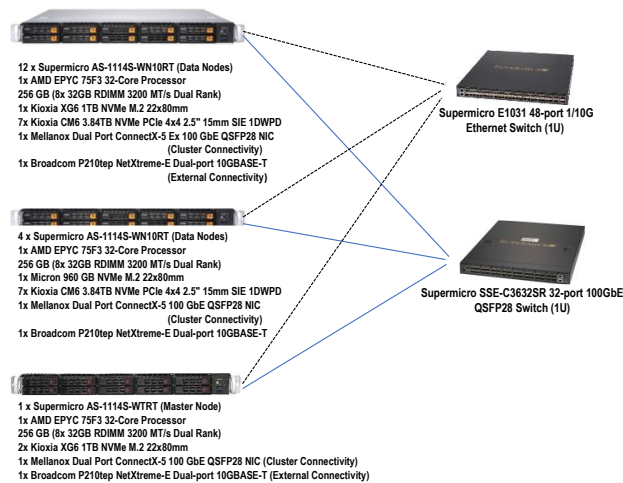 12 x Supermicro AS-1114S-WN10RT (Data Nodes)
1x AMD EPYC 75F3 32-Core Processor
256 GB (8x 32GB RDIMM 3200 MT/s Dual Rank)
1x Kioxia XG6 1TB NVMe M.2 22x80mm
7x Kioxia CM6 3.84TB NVMe PCIe 4x4 2.5" 15mm SIE 1DWPD
1x Mellanox Dual Port ConnectX-5 Ex 100 GbE QSFP28 NIC
(Cluster Connectivity)
1x Broadcom P210tep NetXtreme-E Dual-port 10GBASE-T
(External Connectivity)
Supermicro E1031 48-port 1/10G
Ethernet Switch (1U)
4 x Supermicro AS-1114S-WN10RT (Data Nodes)
1x AMD EPYC 75F3 32-Core Processor
256 GB (8x 32GB RDIMM 3200 MT/s Dual Rank)
1x Micron 960 GB NVMe M.2 22x80mm
7x Kioxia CM6 3.84TB NVMe PCIe 4x4 2.5" 15mm SIE 1DWPD
1x Mellanox Dual Port ConnectX-5 100 GbE QSFP28 NIC
(Cluster Connectivity)
1x Broadcom P210tep NetXtreme-E Dual-port 10GBASE-T
SUPERMICRO
Supermicro SSE-C3632SR 32-port 100GbE
QSFP28 Switch (1U)
1 x Supermicro AS-1114S-WTRT (Master Node)
1x AMD EPYC 75F3 32-Core Processor
256 GB (8x 32GB RDIMM 3200 MT/s Dual Rank)
2x Kioxia XG6 1TB NVMe M.2 22x80mm
1x Mellanox Dual Port ConnectX-5 100 GbE QSFP28 NIC (Cluster Connectivity)
1x Broadcom P210tep NetXtreme-E Dual-port 10GBASE-T (External Connectivity)